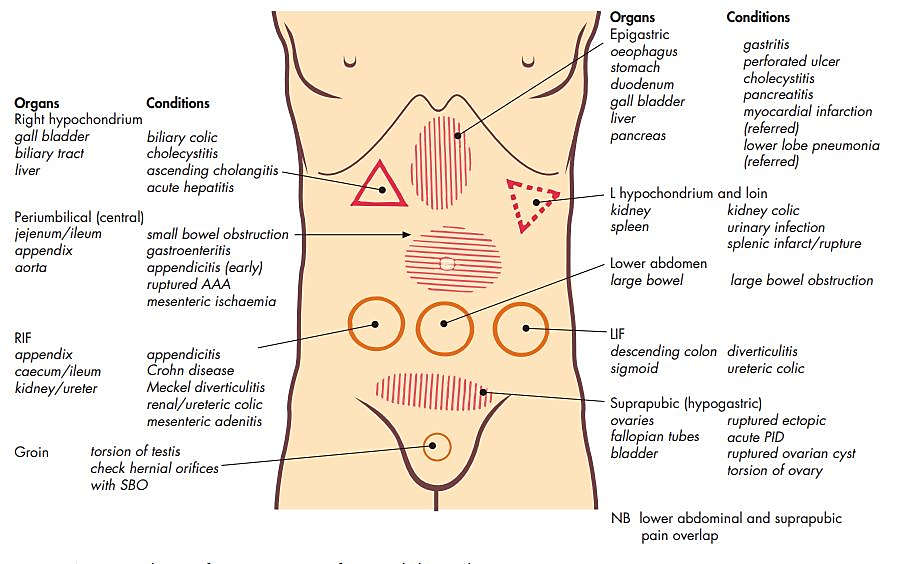 Organs Conditions
Right hypochondrium
gall bladder biliary colic
biliary tract cholecystitis
liver ascending cholangitis
acute hepatitis
Periumbilical (central)
jejenum/ileum small bowel obstruction
appendix gastroenteritis
aorta appendicitis (early)
ruptured AAA
mesenteric ischaemia
RIF
appendix appendicitis
caecum/ileum Crohn disease
kidney/ureter Meckel diverticulitis
renal/ureteric colic
mesenteric adenitis
Groin torsion of testis
check hernial orifices
with SBO
Organs Conditions
Epigastric
oeophagus gastritis
stomach perforated ulcer
duodenum cholecystitis
gall bladder pancreatitis
liver myocardial infarction
pancreas (referred)
lower lobe pneumonia
(referred)
L hypochondrium and loin
kidney kidney colic
spleen urinary infection
splenic infarct/rupture
Lower abdomen
large bowel large bowel obstruction
LIF
descending colon diverticulitis
sigmoid ureteric colic
Suprapubic (hypogastric)
ovaries ruptured ectopic
fallopian tubes acute PID
bladder ruptured ovarian cyst
torsion of ovary
NB lower abdominal and suprapubic
pain overlap